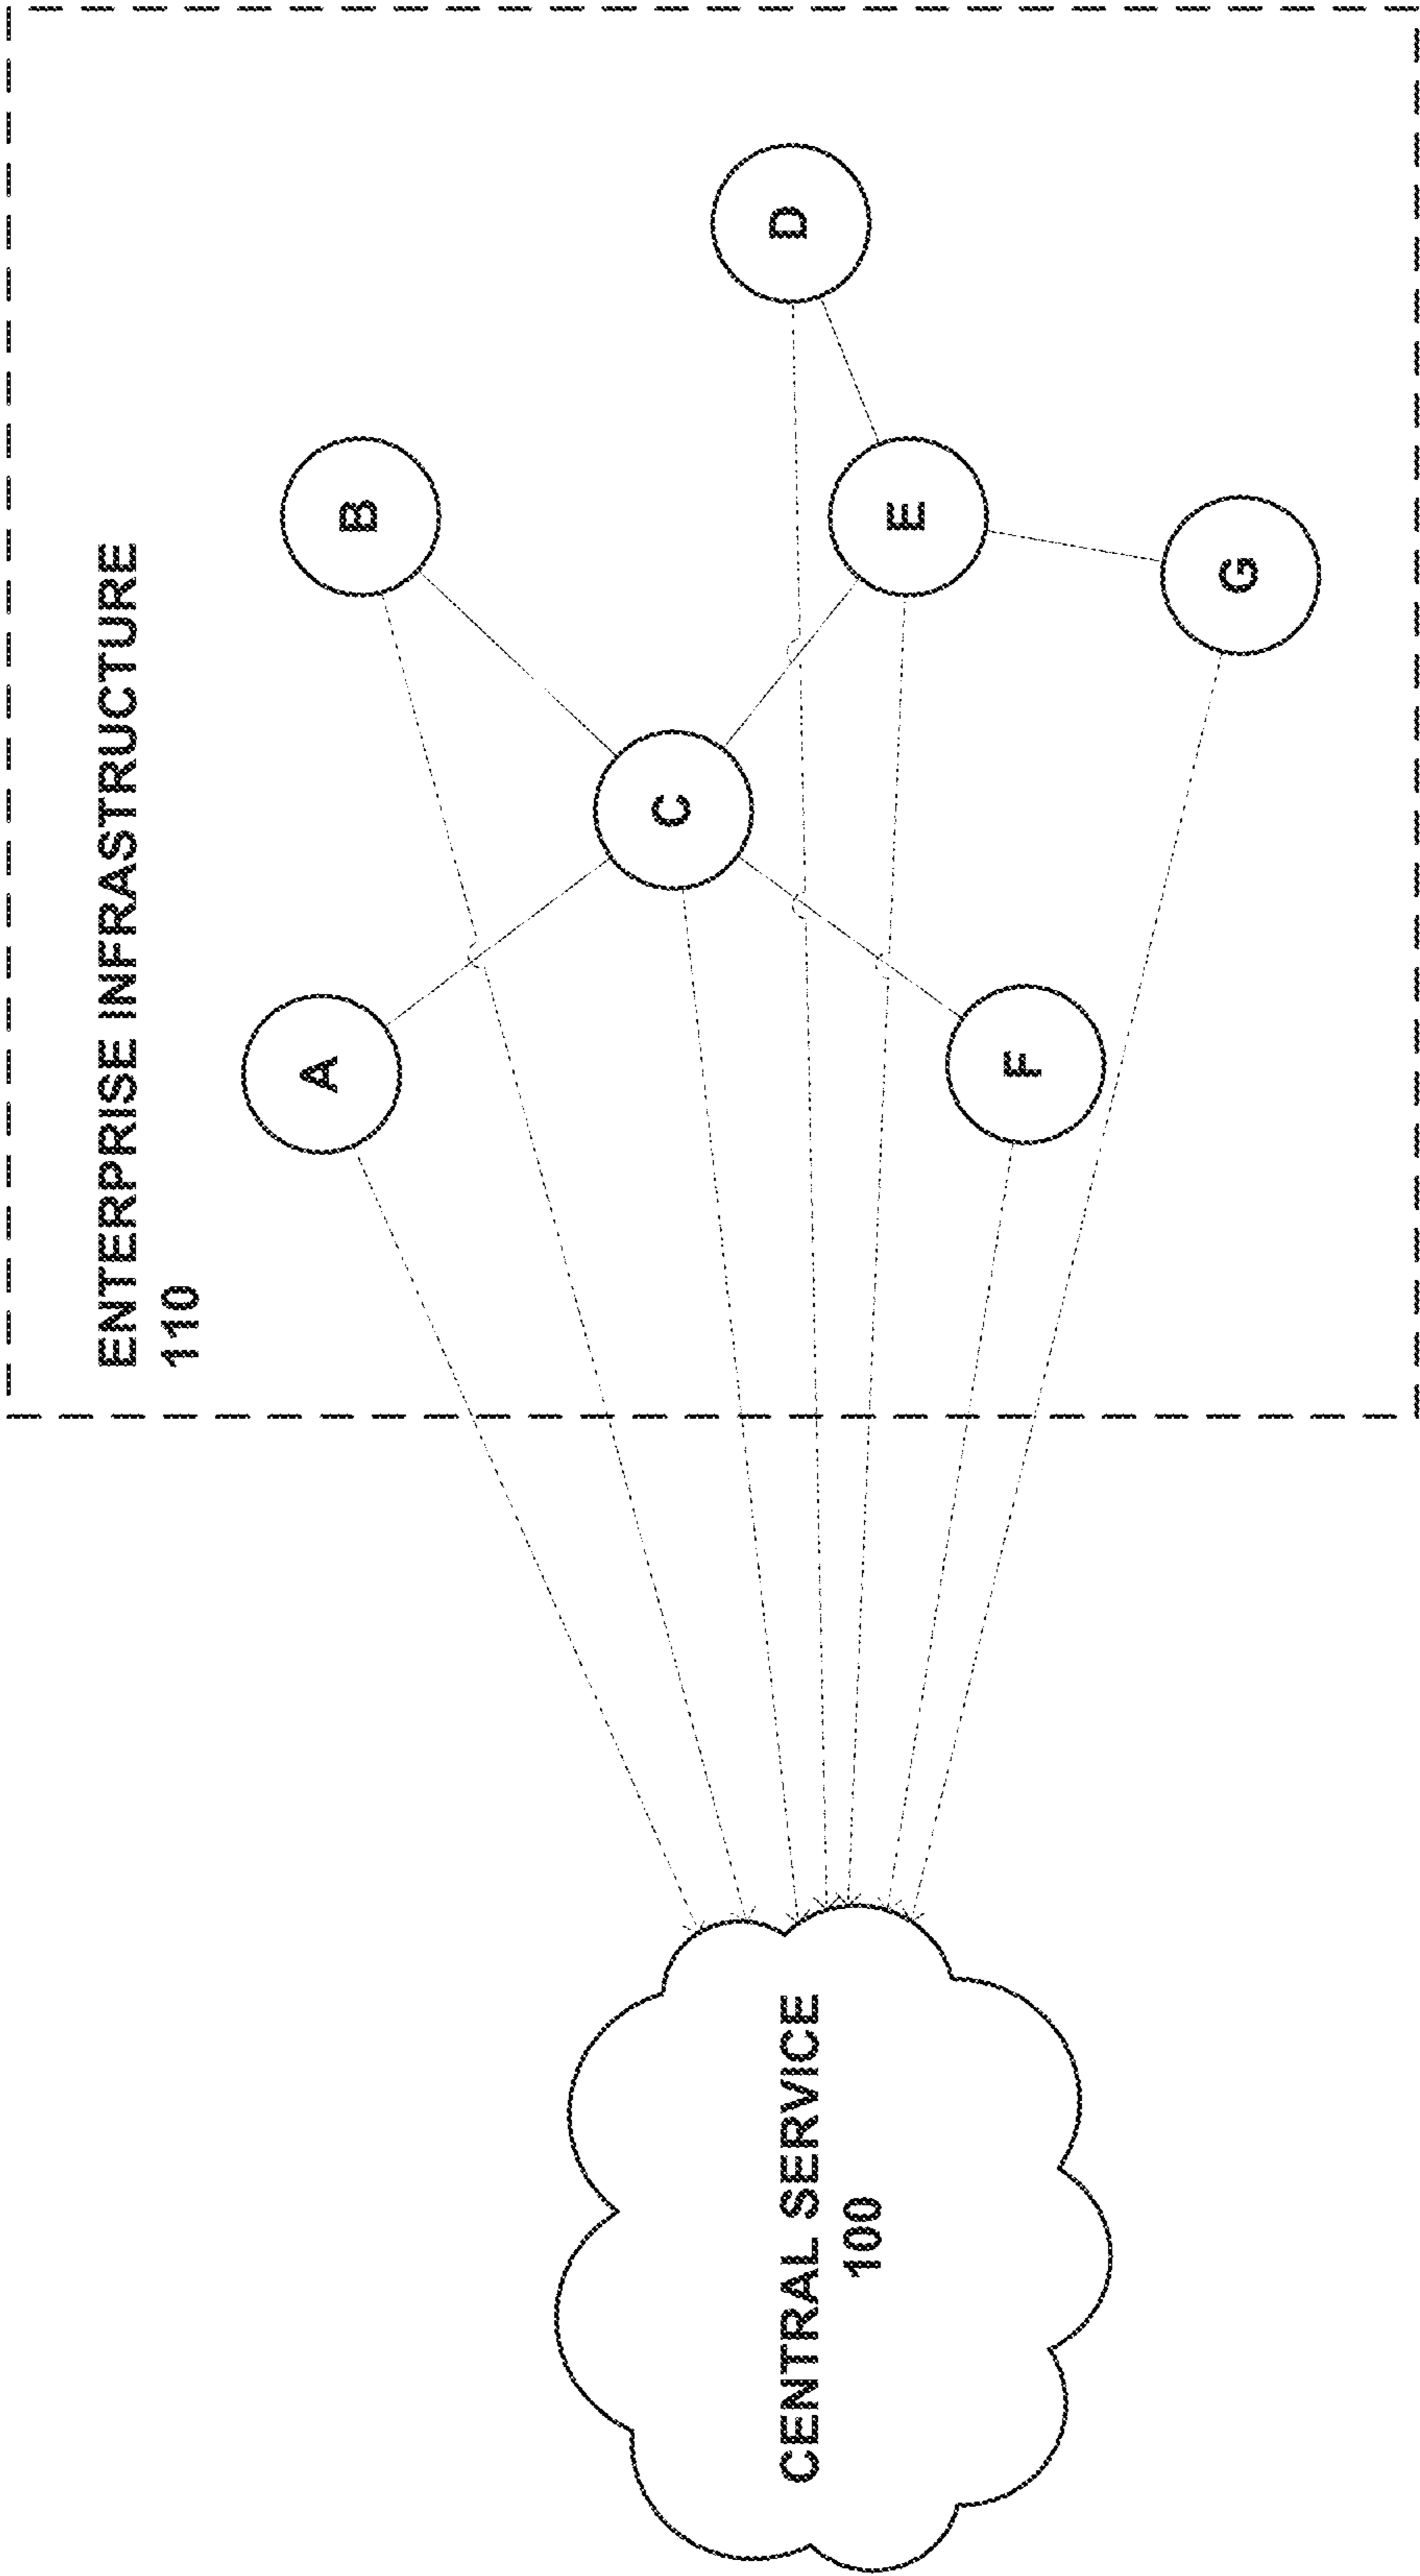 ENTERPRISE INFRASTRUCTURE
110
A
B
C
D
E
F
G
CENTRAL SERVICE
100